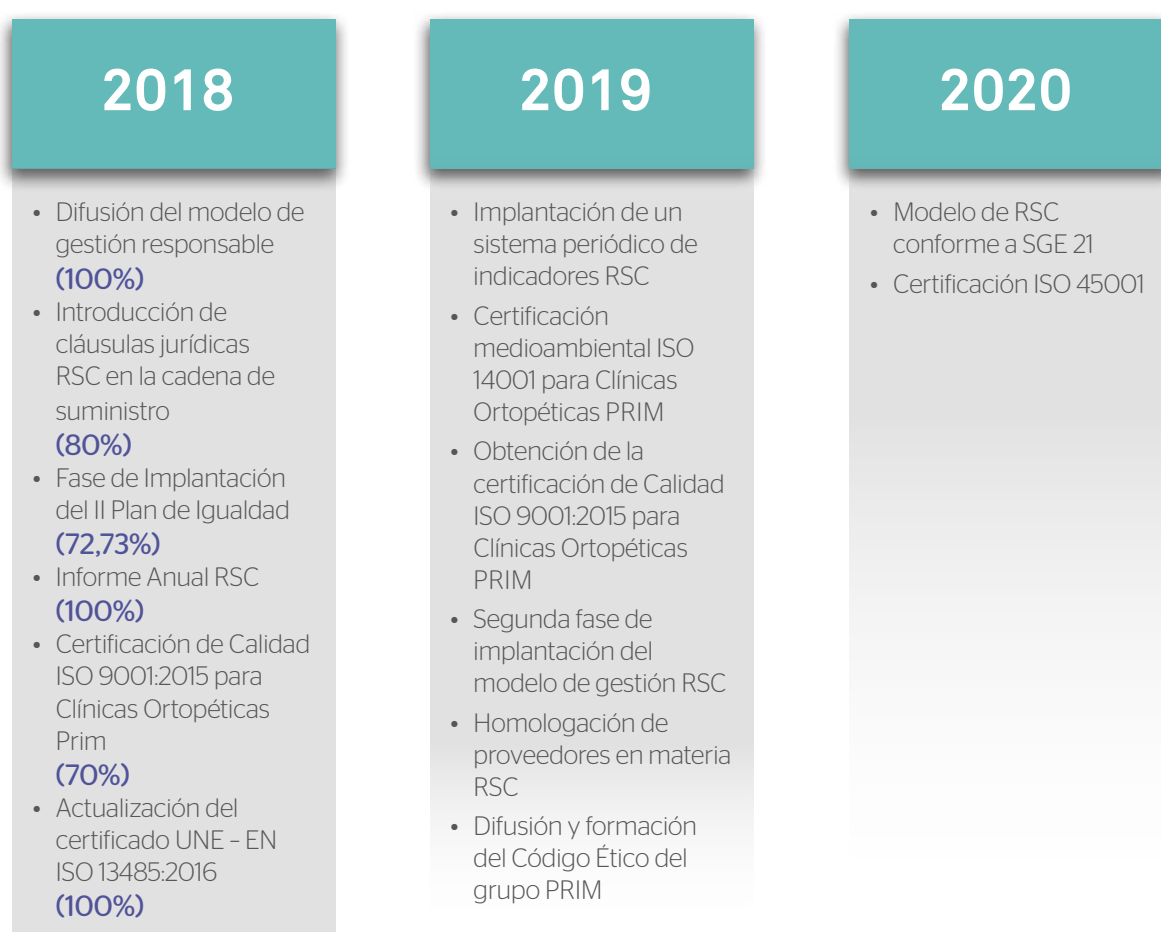 2018
• Difusión del modelo de
gestión responsable
(100%)
• Introducción de
cláusulas jurídicas
RSC en la cadena de
suministro
(80%)
• Fase de Implantación
del II Plan de Igualdad
(72,73%)
• Informe Anual RSC
(100%)
• Certificación de Calidad
ISO 9001:2015 para
Clínicas Ortopéticas
Prim
(70%)
• Actualización del
certificado UNE – EN
ISO 13485:2016
(100%)
2019
• Implantación de un
sistema periódico de
indicadores RSC
• Certificación
medioambiental ISO
14001 para Clínicas
Ortopéticas PRIM
• Obtención de la
certificación de Calidad
ISO 9001:2015 para
Clínicas Ortopéticas
PRIM
• Segunda fase de
implantación del
modelo de gestión RSC
• Homologación de
proveedores en materia
RSC
• Difusión y formación
del Código Ético del
grupo PRIM
2020
• Modelo de RSC
conforme a SGE 21
• Certificación ISO 45001